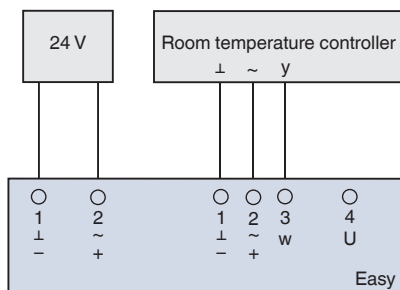 24 V
Room temperature controller
⊥ ~ y
1 2 1 2 3 4
⊥ ~ ⊥ ~ w U
− + − +
Easy